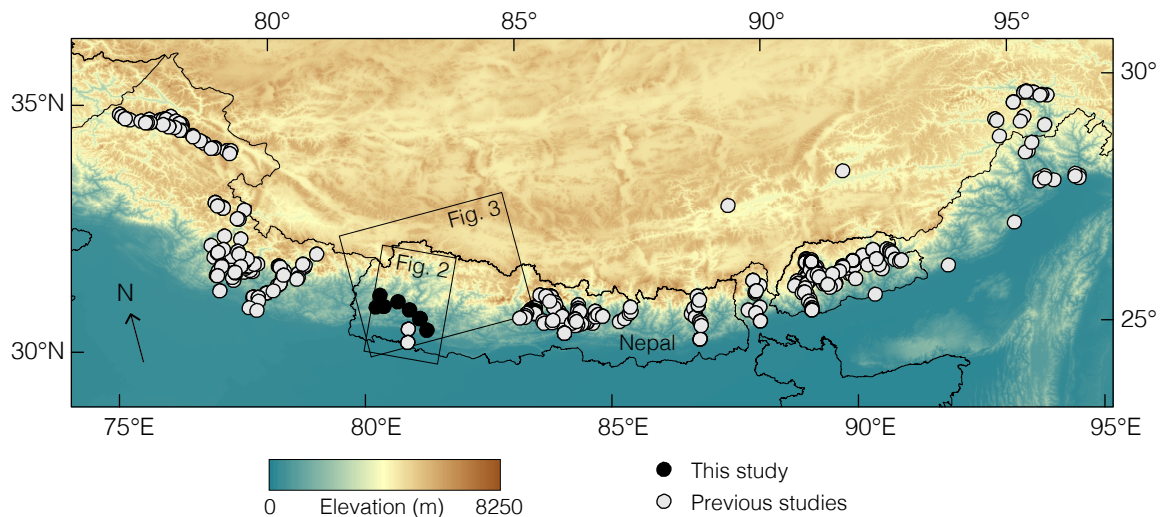 80° 85° 90° 95°
30°
35°N
Fig. 3
Fig. 2
N
25°
30°N
Nepal
75°E 80°E 85°E 90°E 95°E
This study
0 Elevation (m) 8250
Previous studies